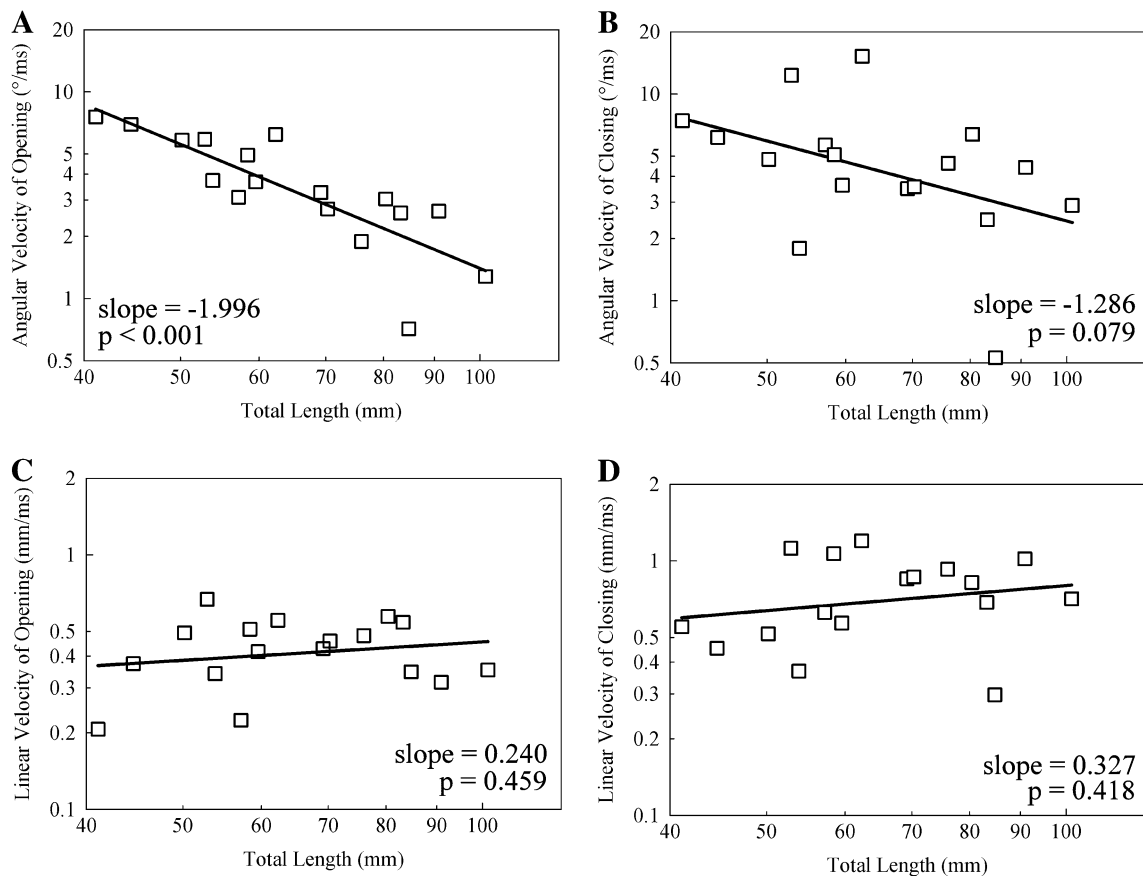 A
Angular Velocity of Opening (°/ms)
20
10
5
4
3
2
1
0.5
slope = -1.996
p < 0.001
40 50 60 70 80 90 100
Total Length (mm)
B
Angular Velocity of Closing (°/ms)
20
10
5
4
3
2
1
0.5
slope = -1.286
p = 0.079
40 50 60 70 80 90 100
Total Length (mm)
C
Linear Velocity of Opening (mm/ms)
2
1
0.5
0.4
0.3
0.2
0.1
slope = 0.240
p = 0.459
40 50 60 70 80 90 100
Total Length (mm)
D
Linear Velocity of Closing (mm/ms)
2
1
0.5
0.4
0.3
0.2
0.1
slope = 0.327
p = 0.418
40 50 60 70 80 90 100
Total Length (mm)